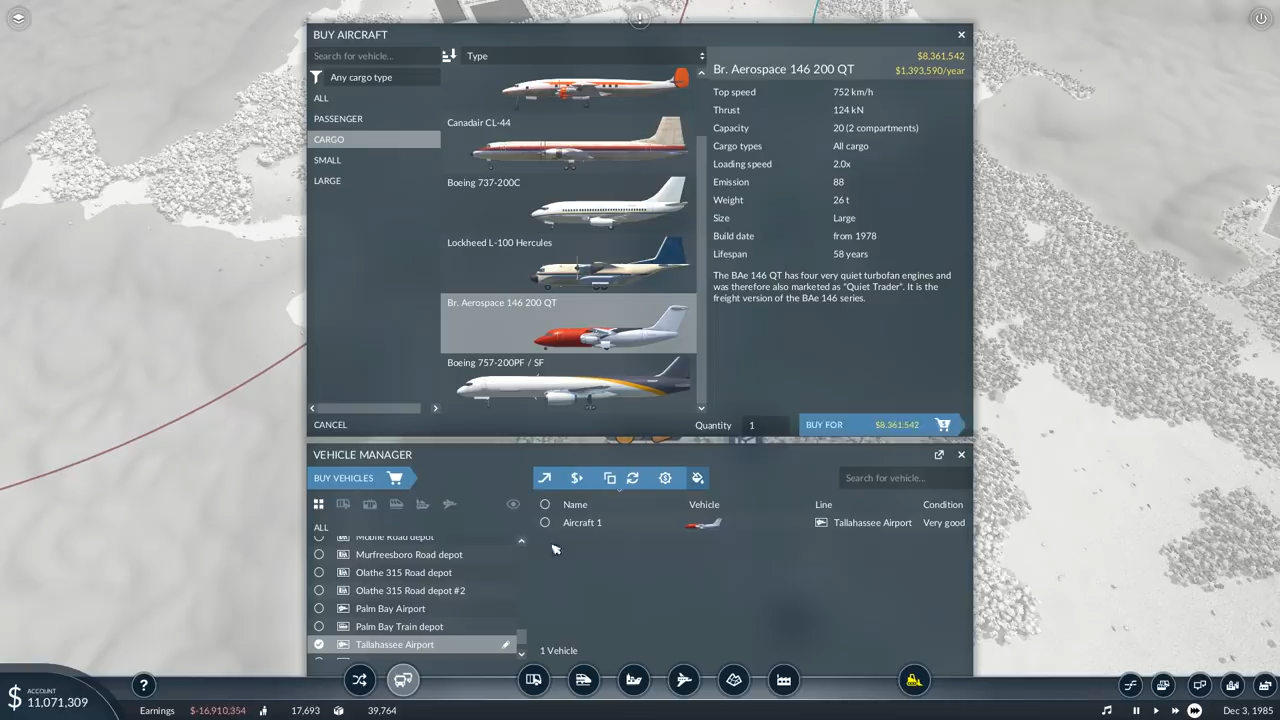 BUY AIRCRAFT
Search for vehicle...
Type
Any cargo type
ALL
PASSENGER
CARGO
SMALL
LARGE
Canadair CL-44
Boeing 737-200C
Lockheed L-100 Hercules
Br. Aerospace 146 200 QT
Boeing 757-200PF / SF
$8,361,542
Br. Aerospace 146 200 QT
$1,393,590/year
Top speed 752 km/h
Thrust 124 kN
Capacity 20 (2 compartments)
Cargo types All cargo
Loading speed 2.0x
Emission 88
Weight 26 t
Size Large
Build date from 1978
Lifespan 58 years
The BAe 146 QT has four very quiet turbofan engines and
was therefore also marketed as "Quiet Trader". It is the
freight version of the BAe 146 series.
CANCEL
Quantity 1
BUY FOR $8,361,542
VEHICLE MANAGER
BUY VEHICLES
Search for vehicle...
Name Vehicle Line Condition
Aircraft 1 Tallahassee Airport Very good
ALL
Mobile Road depot
Murfreesboro Road depot
Olathe 315 Road depot
Olathe 315 Road depot #2
Palm Bay Airport
Palm Bay Train depot
Tallahassee Airport
1 Vehicle
$ ACCOUNT
11,071,309
?
Earnings $-16,910,354 17,693 39,764
Dec 3, 1985